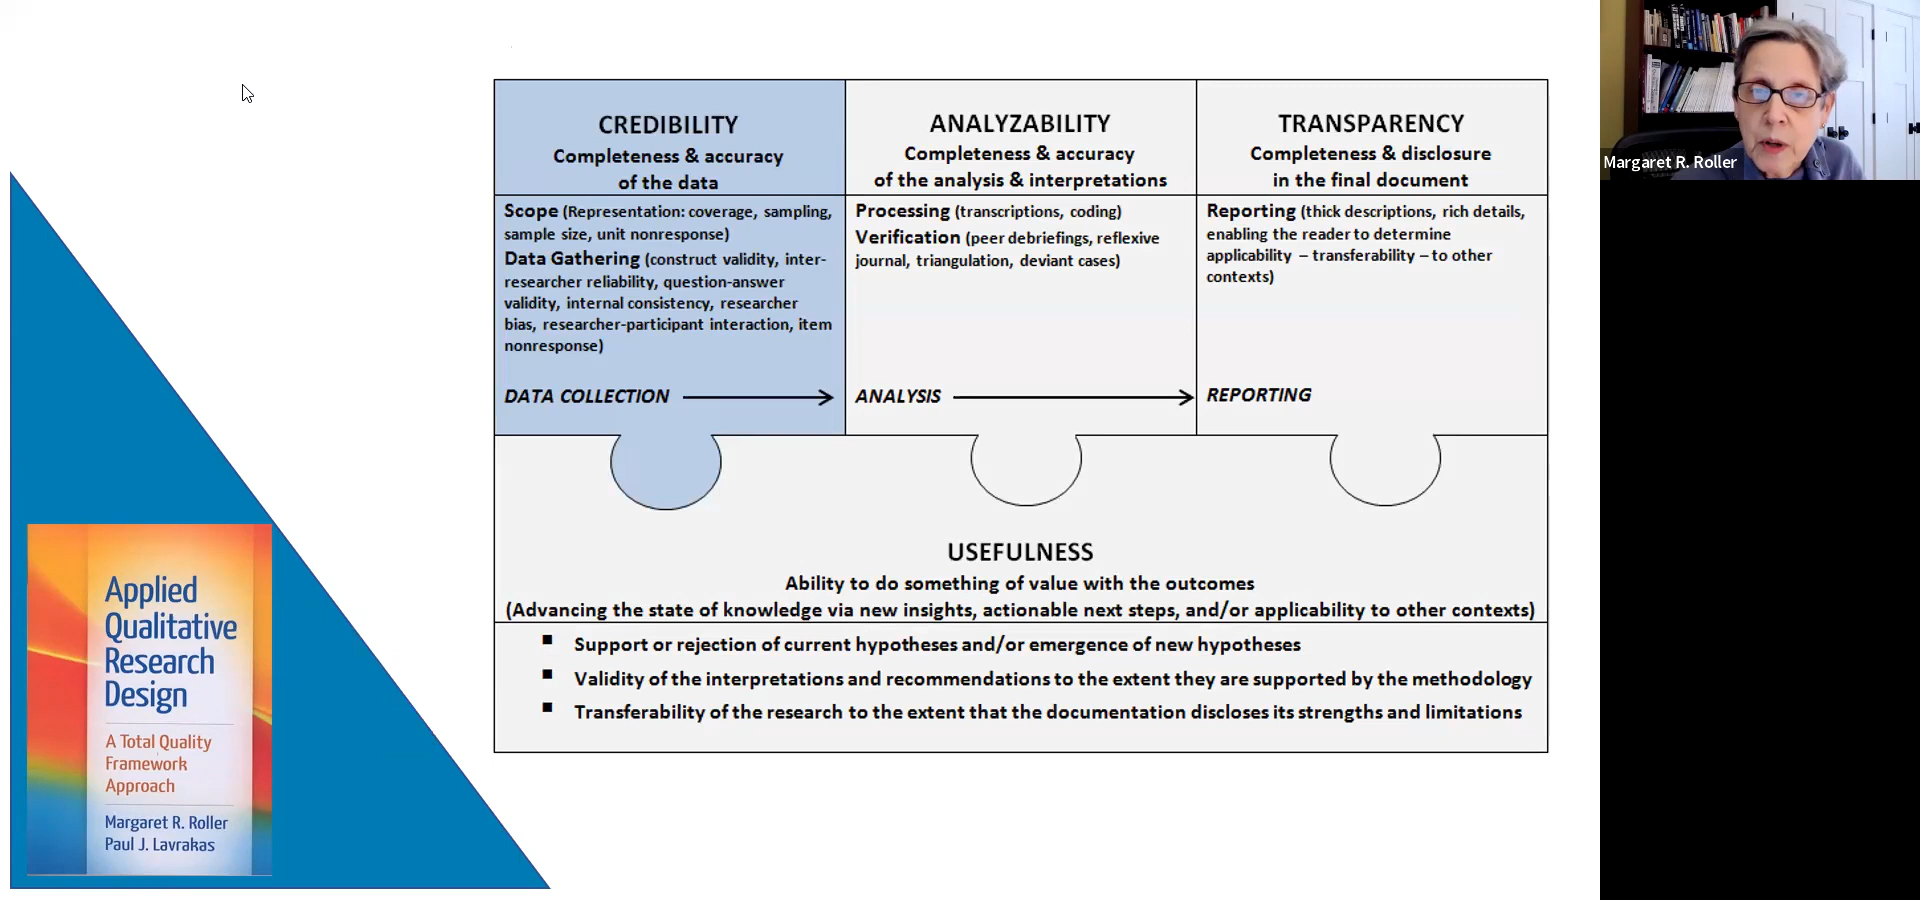 CREDIBILITY
Completeness & accuracy
of the data
Scope (Representation: coverage, sampling,
sample size, unit nonresponse)
Data Gathering (construct validity, inter-
researcher reliability, question-answer
validity, internal consistency, researcher
bias, researcher-participant interaction, item
nonresponse)
DATA COLLECTION
ANALYZABILITY
Completeness & accuracy
of the analysis & interpretations
Processing (transcriptions, coding)
Verification (peer debriefings, reflexive
journal, triangulation, deviant cases)
ANALYSIS
TRANSPARENCY
Completeness & disclosure
in the final document
Reporting (thick descriptions, rich details,
enabling the reader to determine
applicability – transferability – to other
contexts)
REPORTING
USEFULNESS
Ability to do something of value with the outcomes
(Advancing the state of knowledge via new insights, actionable next steps, and/or applicability to other contexts)
■ Support or rejection of current hypotheses and/or emergence of new hypotheses
■ Validity of the interpretations and recommendations to the extent they are supported by the methodology
■ Transferability of the research to the extent that the documentation discloses its strengths and limitations
Applied
Qualitative
Research
Design
A Total Quality
Framework
Approach
Margaret R. Roller
Paul J. Lavrakas
Margaret R. Roller